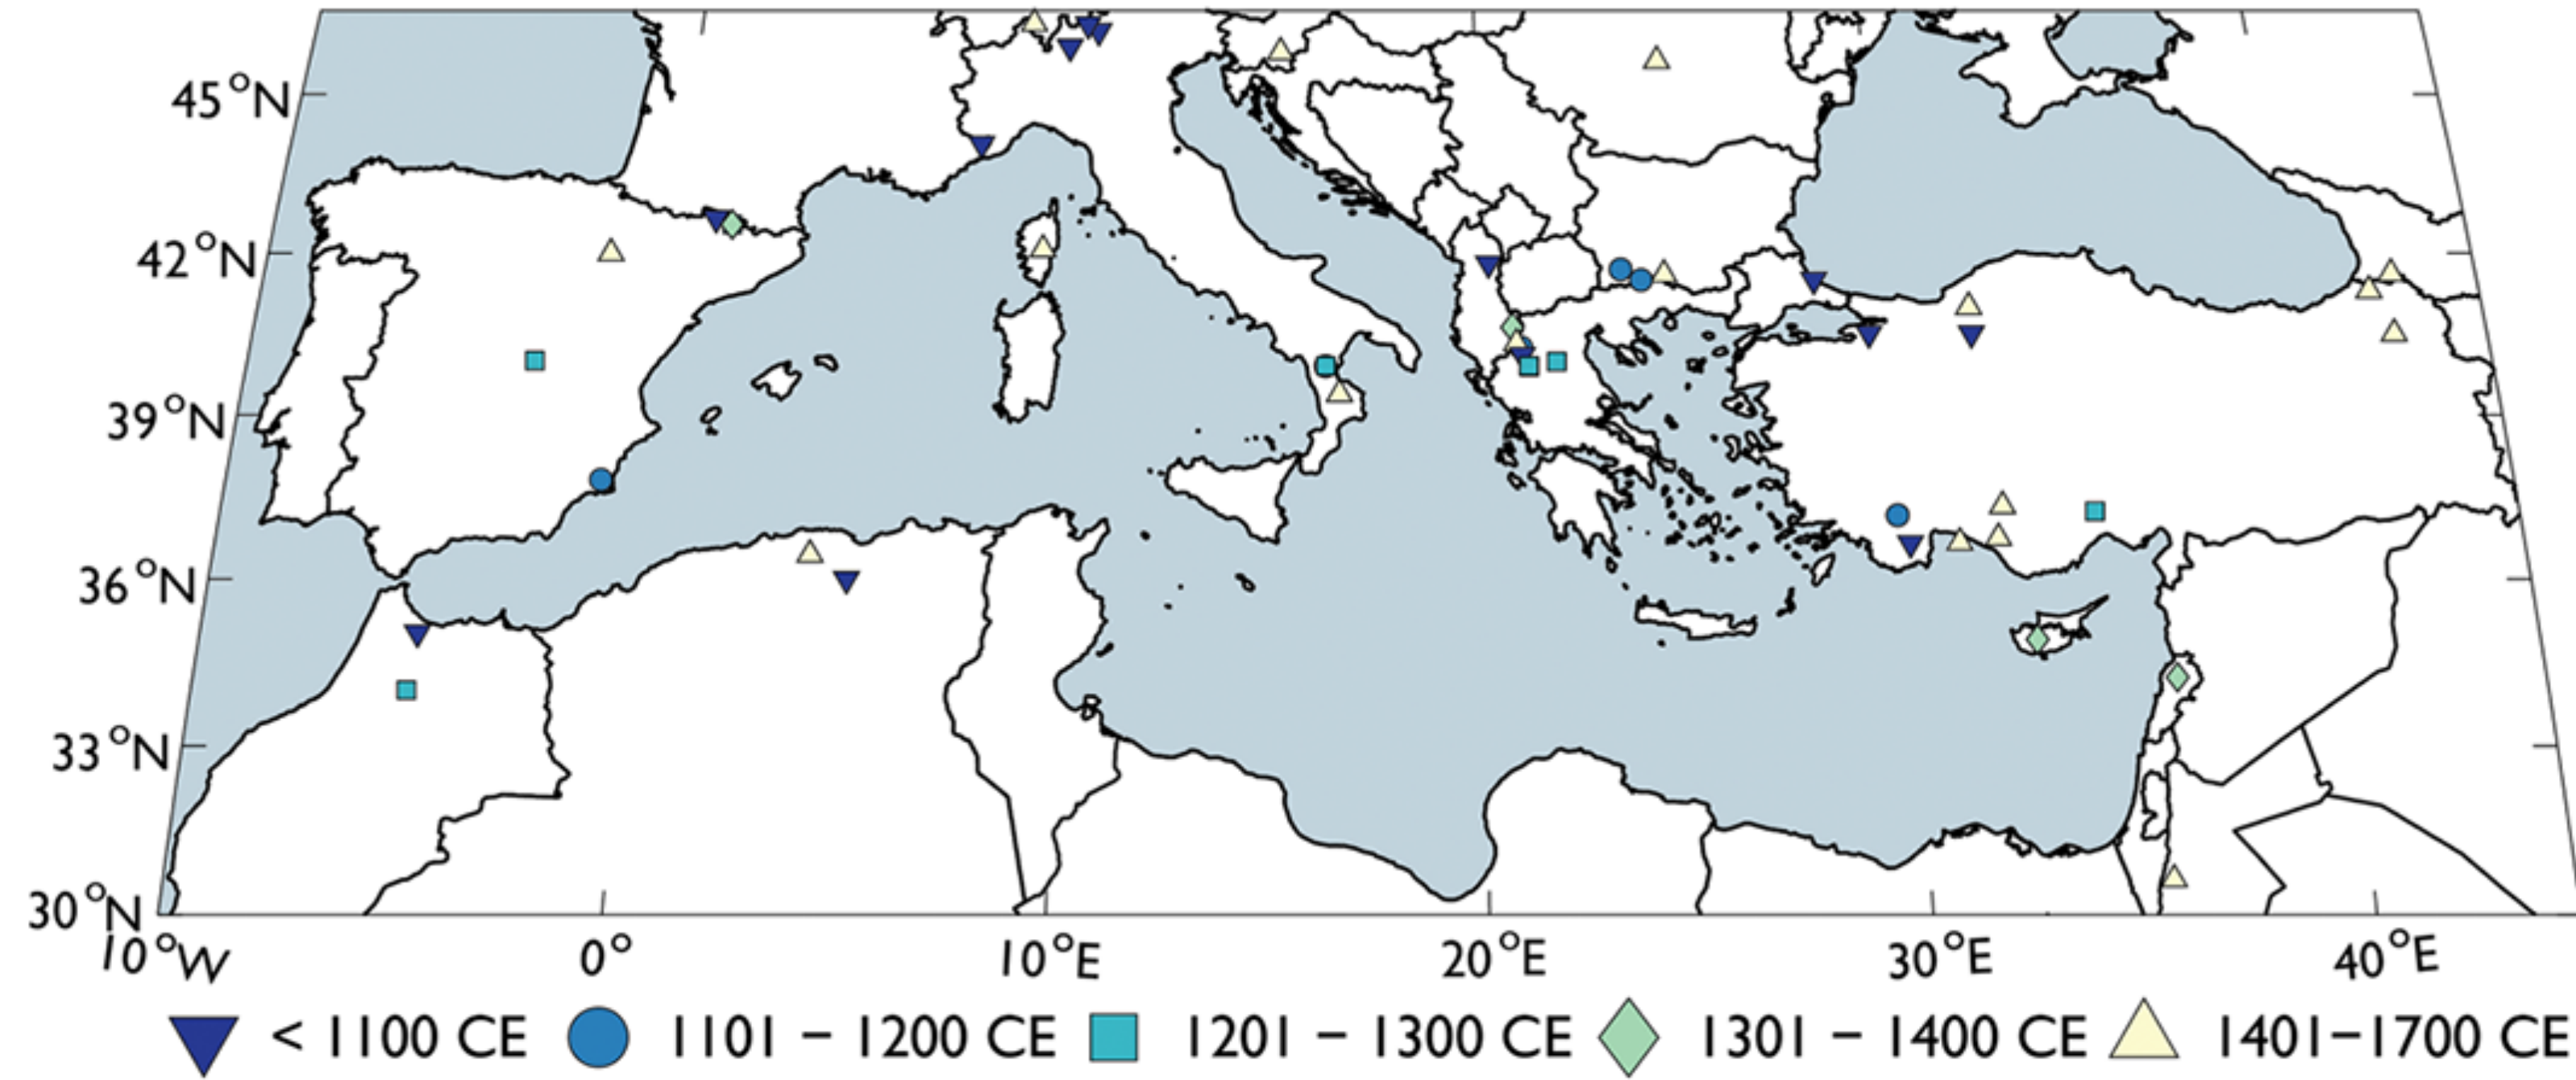 45°N
42°N
39°N
36°N
33°N
30°N
10°W 0° 10°E 20°E 30°E 40°E
< 1100 CE 1101 – 1200 CE 1201 – 1300 CE 1301 – 1400 CE 1401–1700 CE